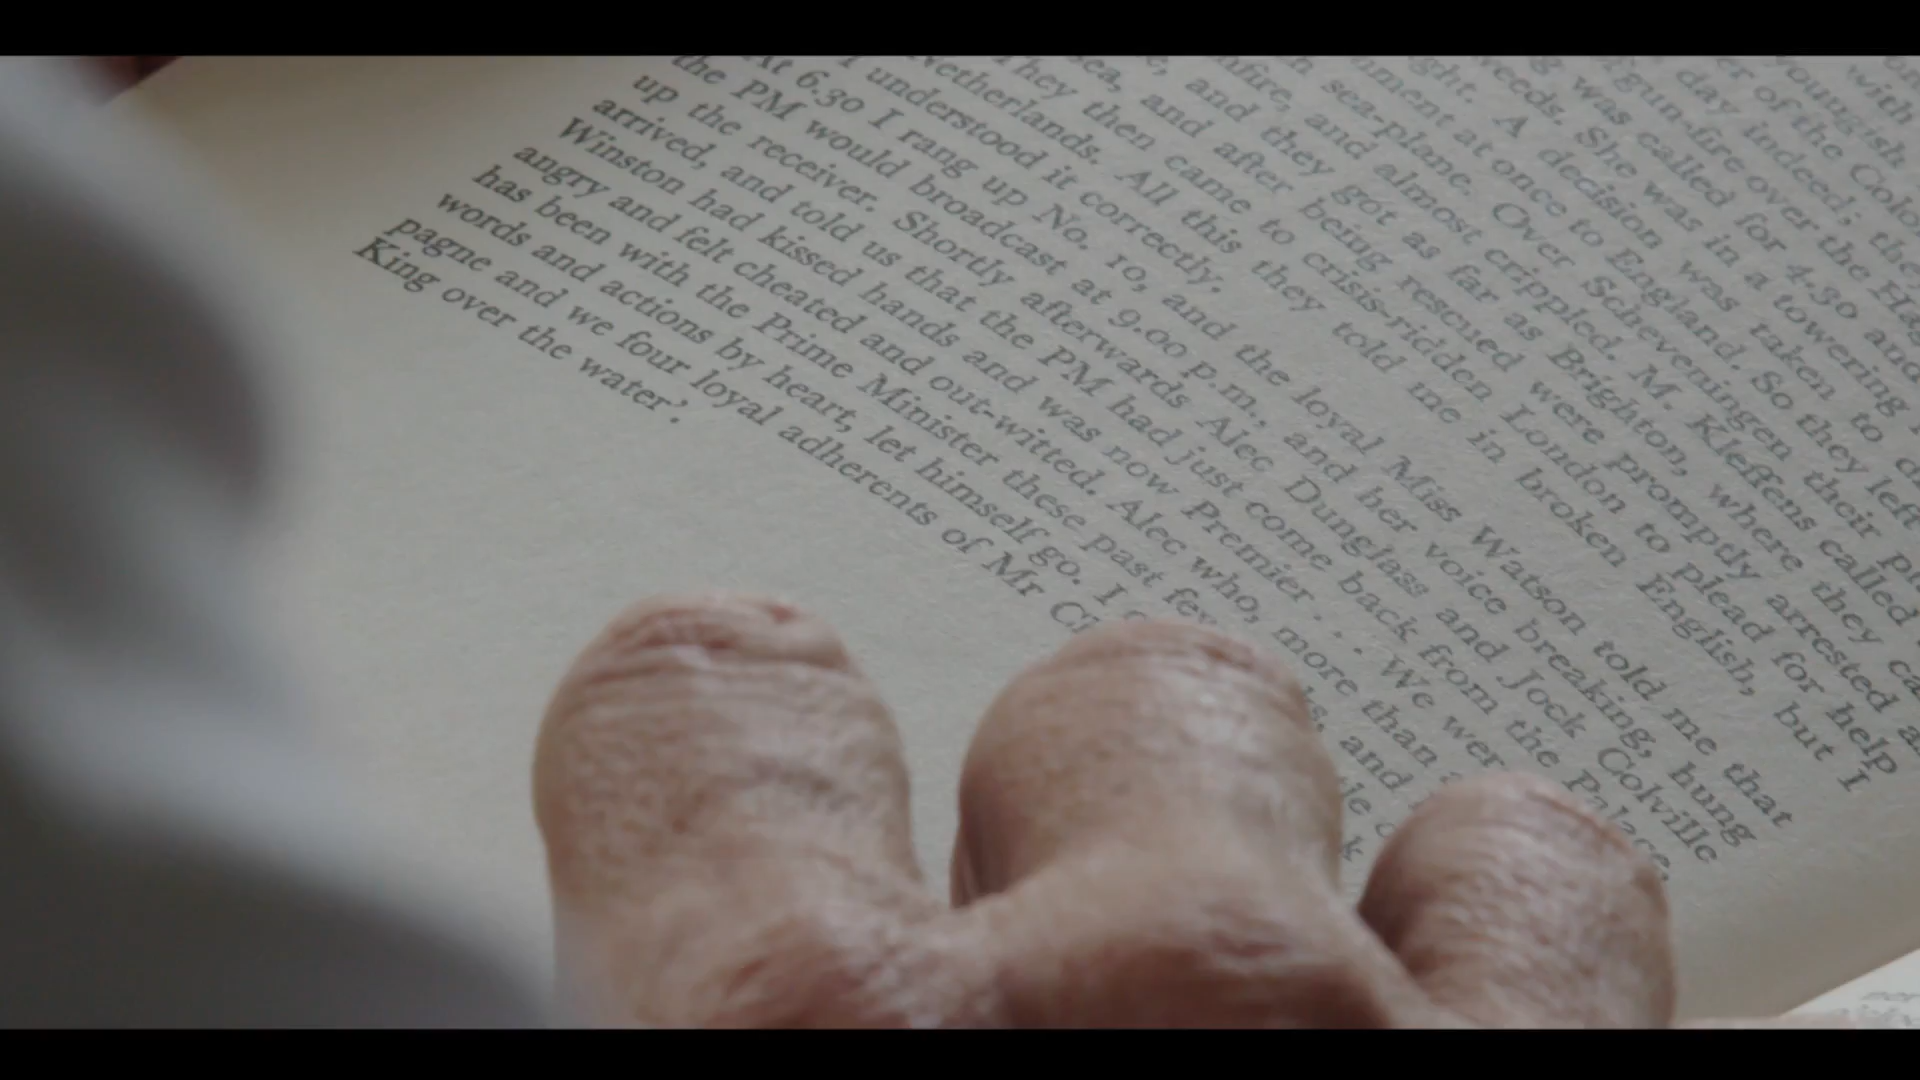 with
youngish
of the
day indeed; they
gun-fire over the
was called for 4.30 and
She was in a towering
A decision was taken to
at once to England. So they left
sea-plane. Over Scheveningen their
and almost crippled. M. Kleffens called
and they got as far as Brighton, where they
sea, and after being rescued were promptly arrested
They then came to crisis-ridden London to plead for help
Netherlands. All this they told me in broken English, but I
understood it correctly.
At 6.30 I rang up No. 10, and the loyal Miss Watson told me that
the PM would broadcast at 9.00 p.m., and her voice breaking, hung
up the receiver. Shortly afterwards Alec Dunglass and Jock Colville
arrived, and told us that the PM had just come back from the Palace.
Winston had kissed hands and was now Premier . . . We
angry and felt cheated and out-witted. Alec who, more than
has been with the Prime Minister these past few and
words and actions by heart, let himself go. I
pagne and we four loyal adherents of Mr
King over the water'.